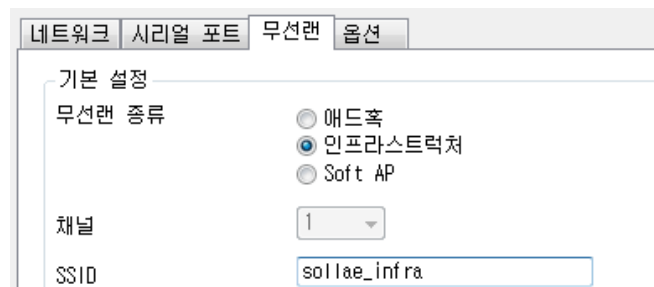 네트워크 시리얼 포트 무선랜 옵션
기본 설정
무선랜 종류
애드혹
인프라스트럭처
Soft AP
채널 1
SSID sollae_infra